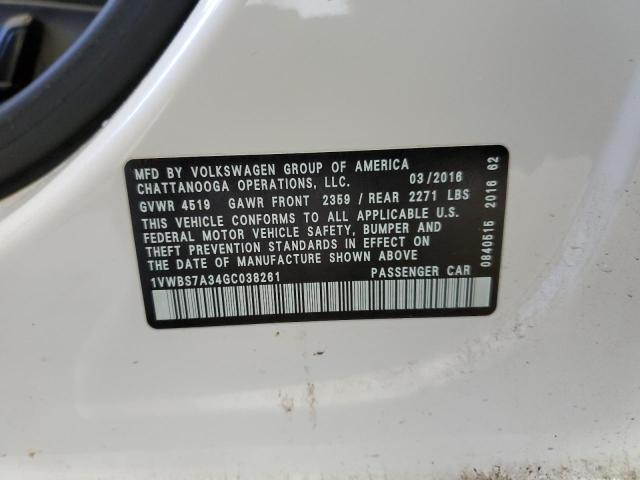 MFD BY VOLKSWAGEN GROUP OF AMERICA
CHATTANOOGA OPERATIONS, LLC. 03/2016
GVWR 4519 GAWR FRONT 2359 / REAR 2271 LBS
THIS VEHICLE CONFORMS TO ALL APPLICABLE U.S.
FEDERAL MOTOR VEHICLE SAFETY, BUMPER AND
THEFT PREVENTION STANDARDS IN EFFECT ON
THE DATE OF MANUFACTURE SHOWN ABOVE
1VWBS7A34GC038261 PASSENGER CAR
0840515 2016 62